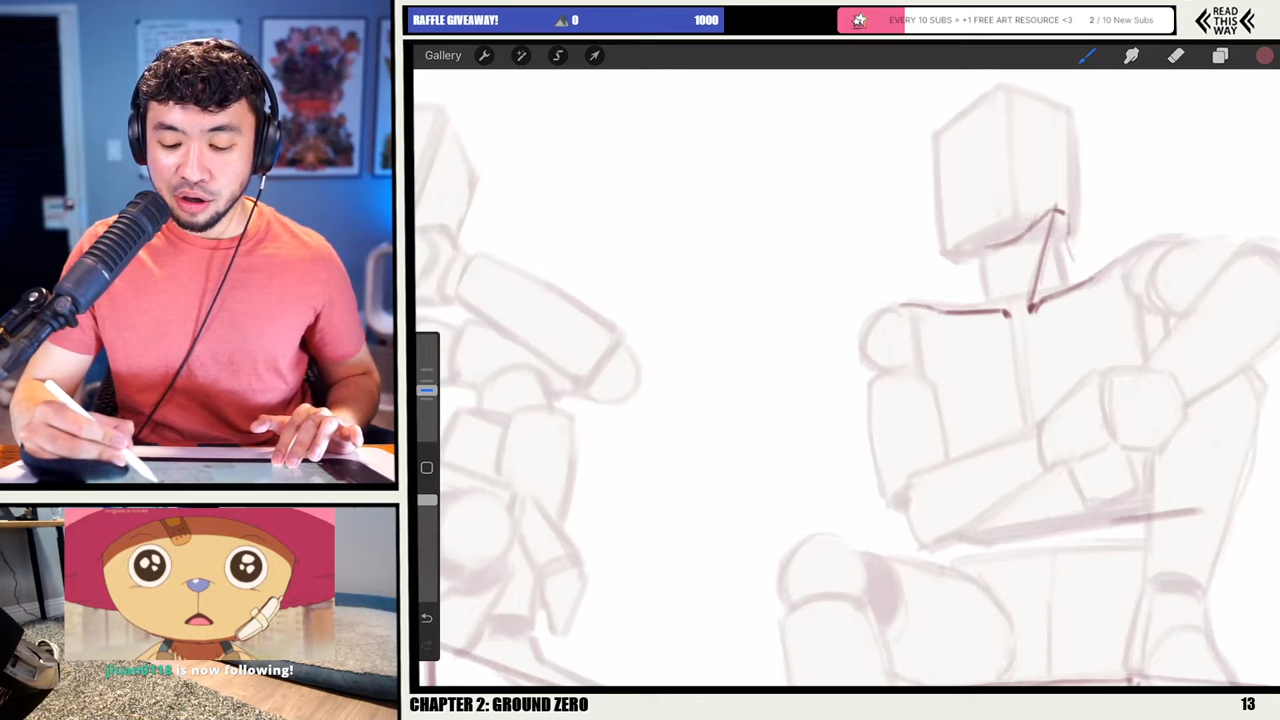 RAFFLE GIVEAWAY! 0 1000
EVERY 10 SUBS = +1 FREE ART RESOURCE <3 2 / 10 New Subs
READ
THIS
WAY
Gallery
is now following!
CHAPTER 2: GROUND ZERO
13